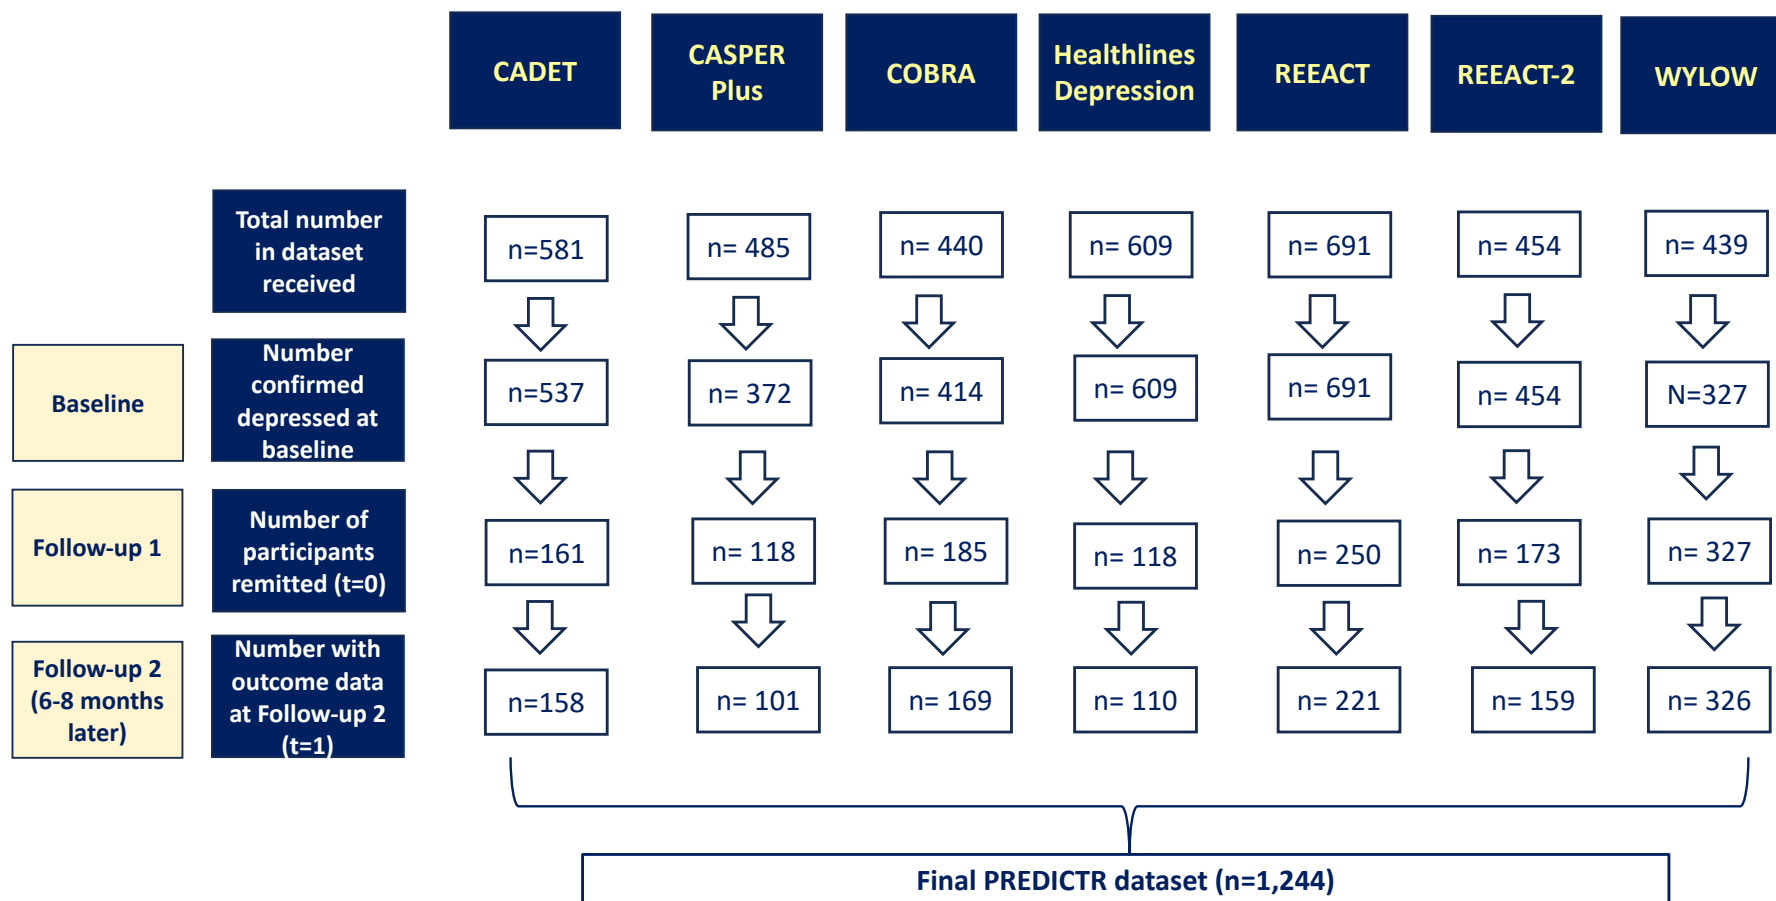 CADET
CASPER
Plus
COBRA
Healthlines
Depression
REEACT
REEACT-2
WYLOW
Total number
in dataset
received
n=581
n= 485
n= 440
n= 609
n= 691
n= 454
n= 439
Baseline
Number
confirmed
depressed at
baseline
n=537
n= 372
n= 414
n= 609
n= 691
n= 454
N=327
Follow-up 1
Number of
participants
remitted (t=0)
n=161
n= 118
n= 185
n= 118
n= 250
n= 173
n= 327
Follow-up 2
(6-8 months
later)
Number with
outcome data
at Follow-up 2
(t=1)
n=158
n= 101
n= 169
n= 110
n= 221
n= 159
n= 326
Final PREDICTR dataset (n=1,244)